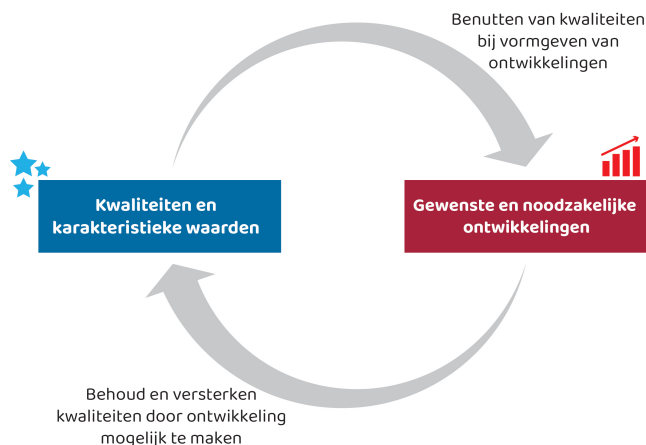 Benutten van kwaliteiten
bij vormgeven van
ontwikkelingen
Kwaliteiten en
karakteristieke waarden
Gewenste en noodzakelijke
ontwikkelingen
Behoud en versterken
kwaliteiten door ontwikkeling
mogelijk te maken